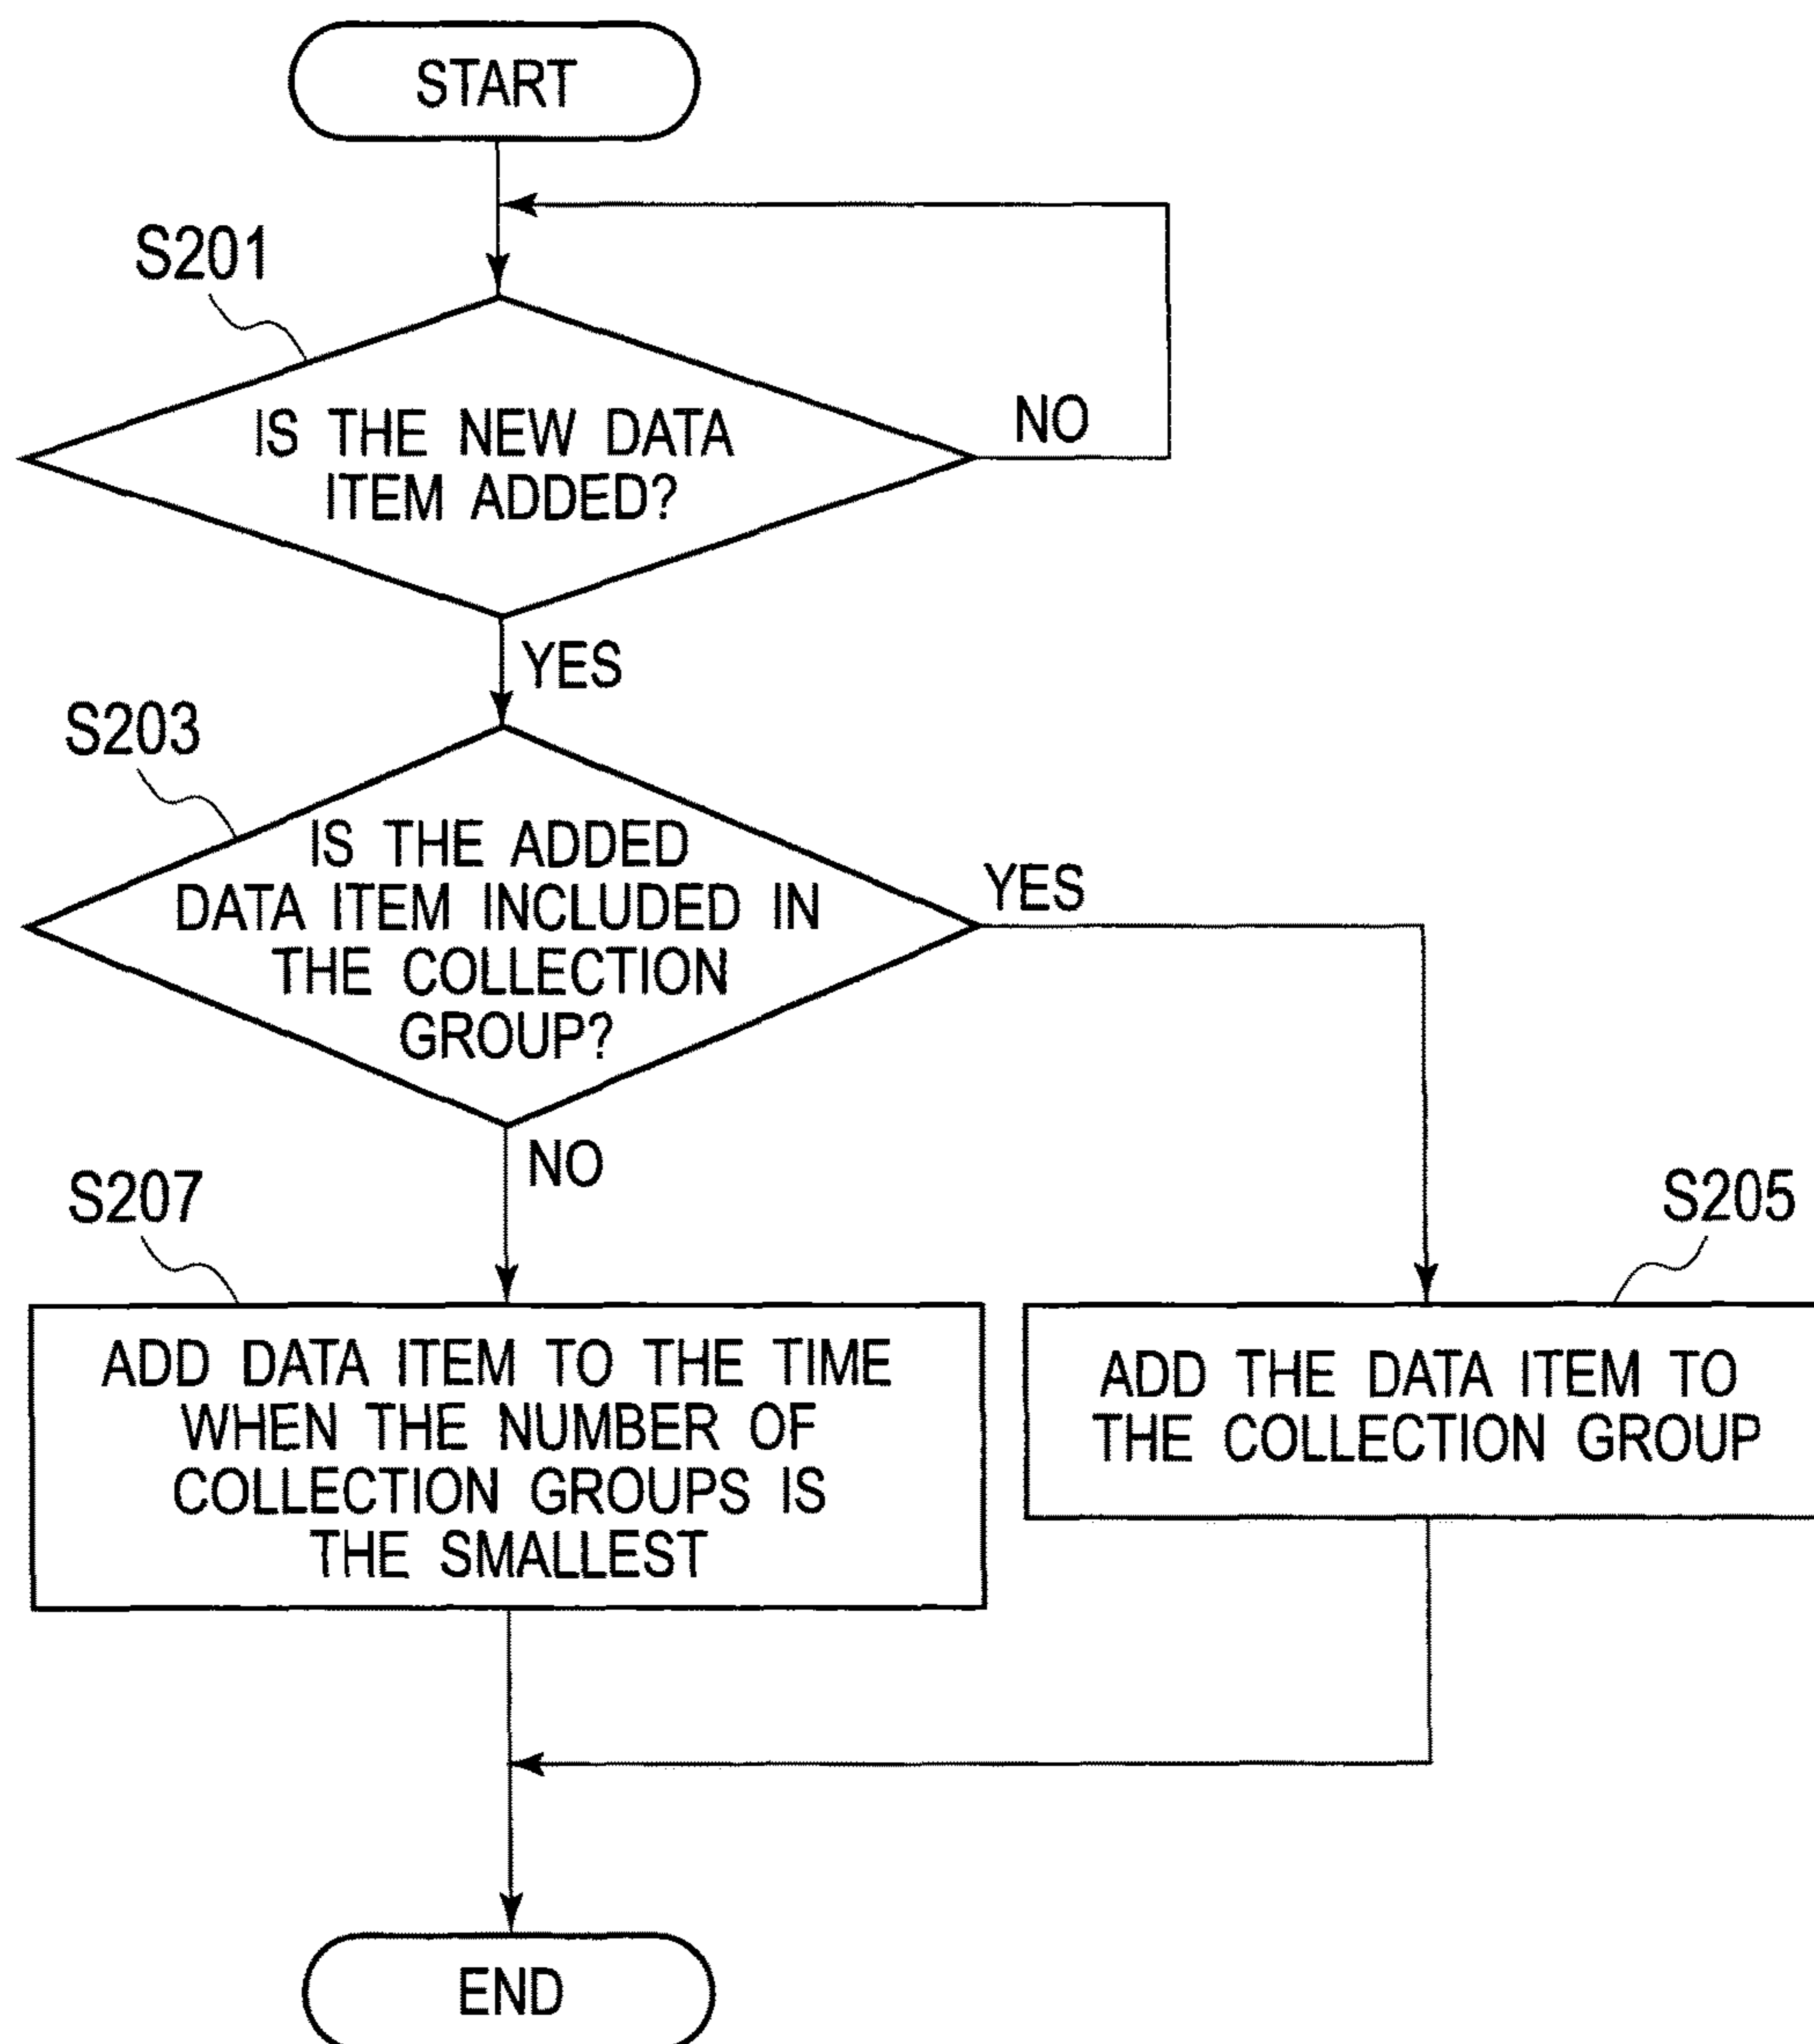 START
S201
IS THE NEW DATA
ITEM ADDED?
NO
YES
S203
IS THE ADDED
DATA ITEM INCLUDED IN
THE COLLECTION
GROUP?
YES
NO
S207
ADD DATA ITEM TO THE TIME
WHEN THE NUMBER OF
COLLECTION GROUPS IS
THE SMALLEST
S205
ADD THE DATA ITEM TO
THE COLLECTION GROUP
END